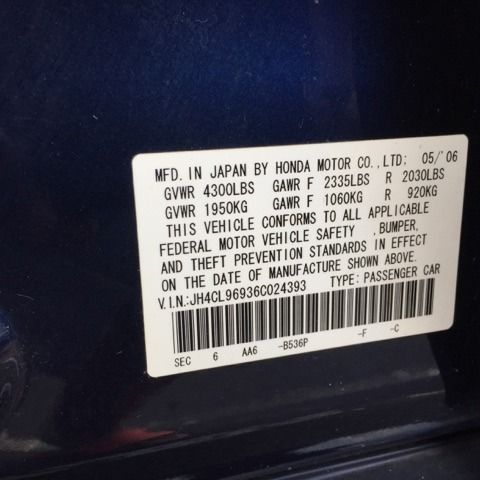 MFD. IN JAPAN BY HONDA MOTOR CO.,LTD: 05/'06
GVWR 4300LBS GAWR F 2335LBS R 2030LBS
GVWR 1950KG GAWR F 1060KG R 920KG
THIS VEHICLE CONFORMS TO ALL APPLICABLE
FEDERAL MOTOR VEHICLE SAFETY ,BUMPER,
AND THEFT PREVENTION STANDARDS IN EFFECT
ON THE DATE OF MANUFACTURE SHOWN ABOVE.
V.I.N.:JH4CL96936C024393 TYPE: PASSENGER CAR
SEC 6 AA6 -B536P -F -C